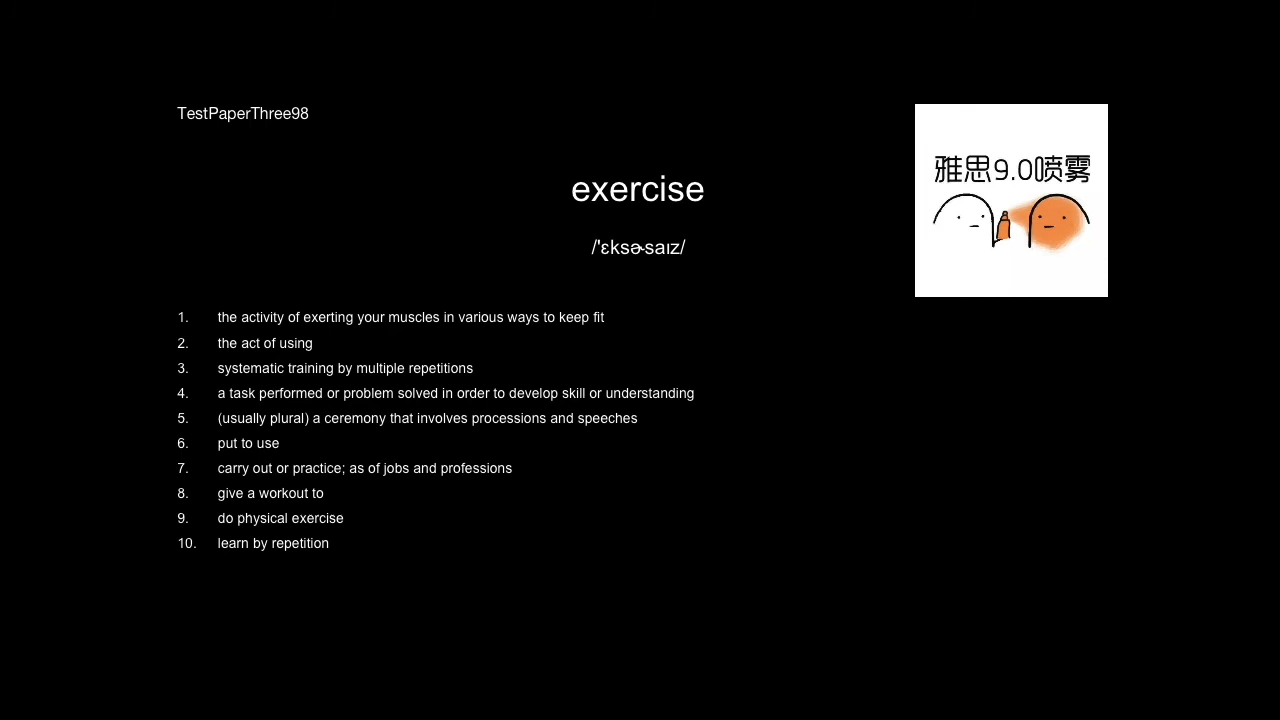 TestPaperThree98
雅思9.0喷雾
exercise
/'ɛksɚsaɪz/
1. the activity of exerting your muscles in various ways to keep fit
2. the act of using
3. systematic training by multiple repetitions
4. a task performed or problem solved in order to develop skill or understanding
5. (usually plural) a ceremony that involves processions and speeches
6. put to use
7. carry out or practice; as of jobs and professions
8. give a workout to
9. do physical exercise
10. learn by repetition